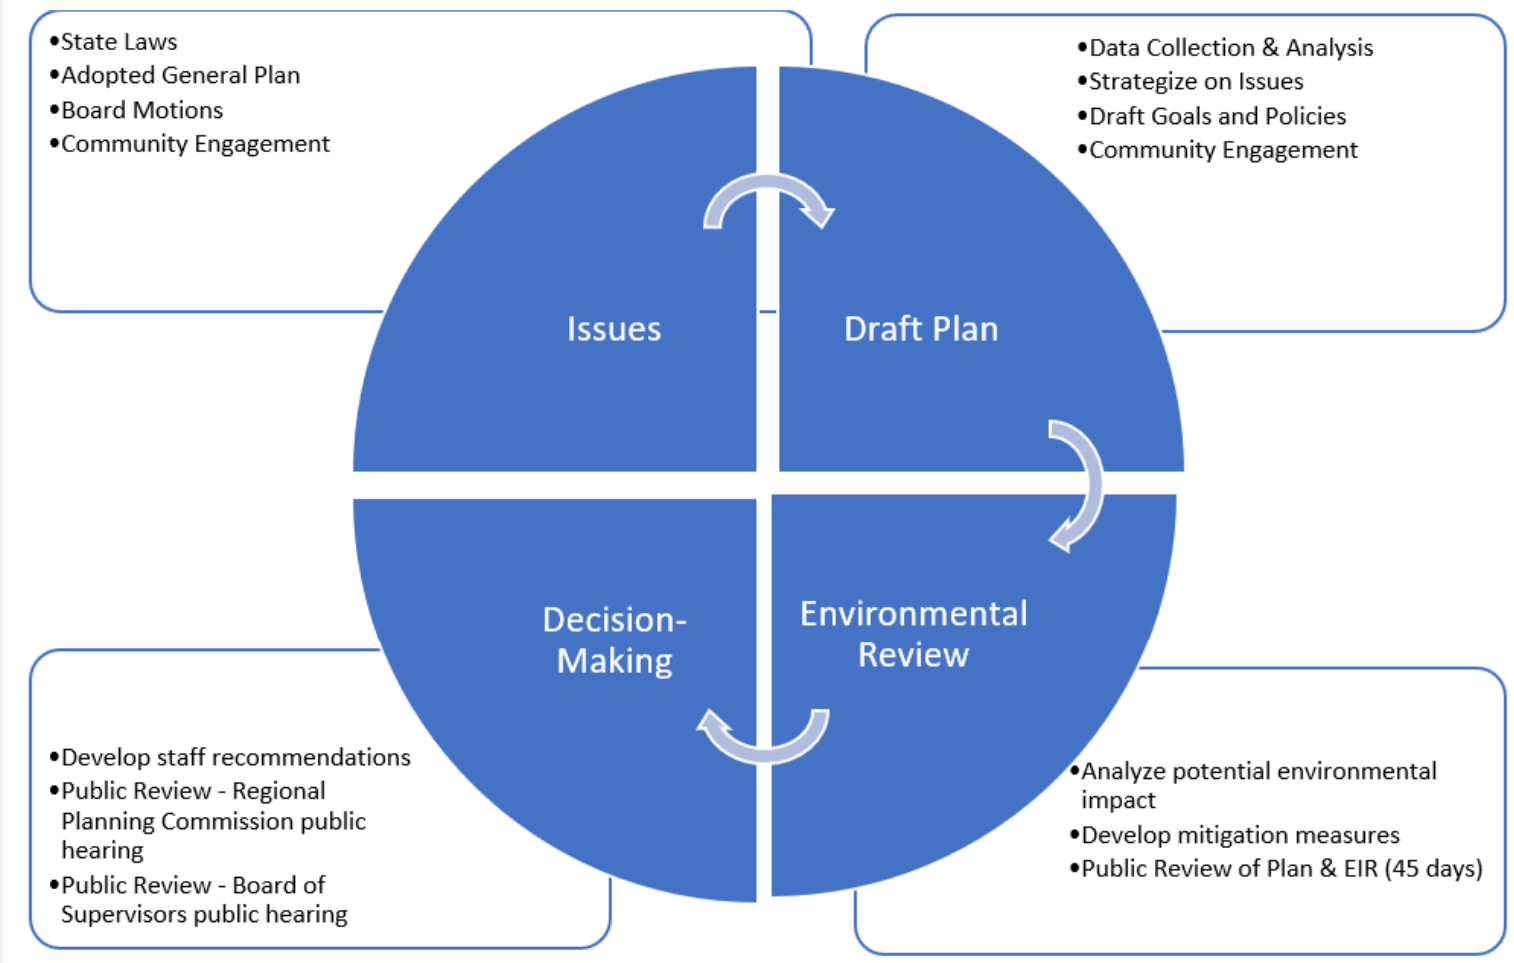 •State Laws
•Adopted General Plan
•Board Motions
•Community Engagement
•Data Collection & Analysis
•Strategize on Issues
•Draft Goals and Policies
•Community Engagement
Issues
Draft Plan
Decision-
Making
Environmental
Review
•Develop staff recommendations
•Public Review - Regional
Planning Commission public
hearing
•Public Review - Board of
Supervisors public hearing
•Analyze potential environmental
impact
•Develop mitigation measures
•Public Review of Plan & EIR (45 days)